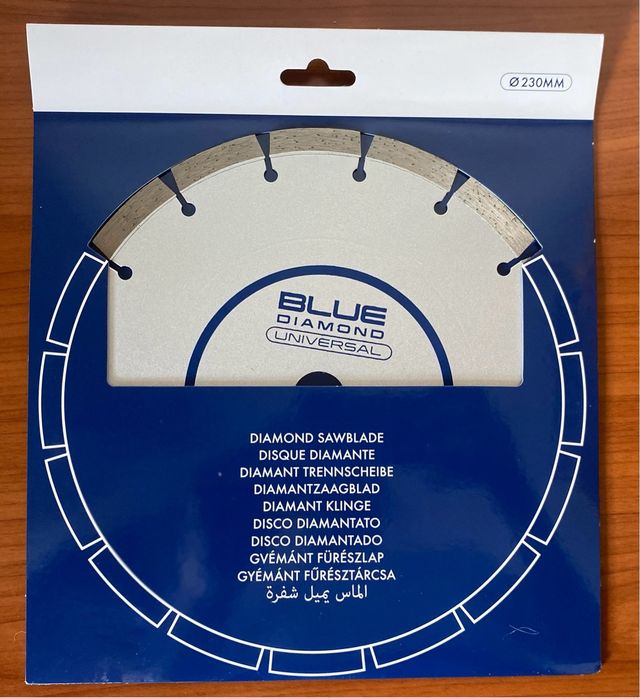 Ø230MM
BLUE
DIAMOND
UNIVERSAL
DIAMOND SAWBLADE
DISQUE DIAMANTE
DIAMANT TRENNSCHEIBE
DIAMANTZAAGBLAD
DIAMANT KLINGE
DISCO DIAMANTATO
DISCO DIAMANTADO
GVÉMÁNT FÜRÉSZLAP
GYÉMÁNT FŰRÉSZTÁRCSA
الماس يميل شفرة